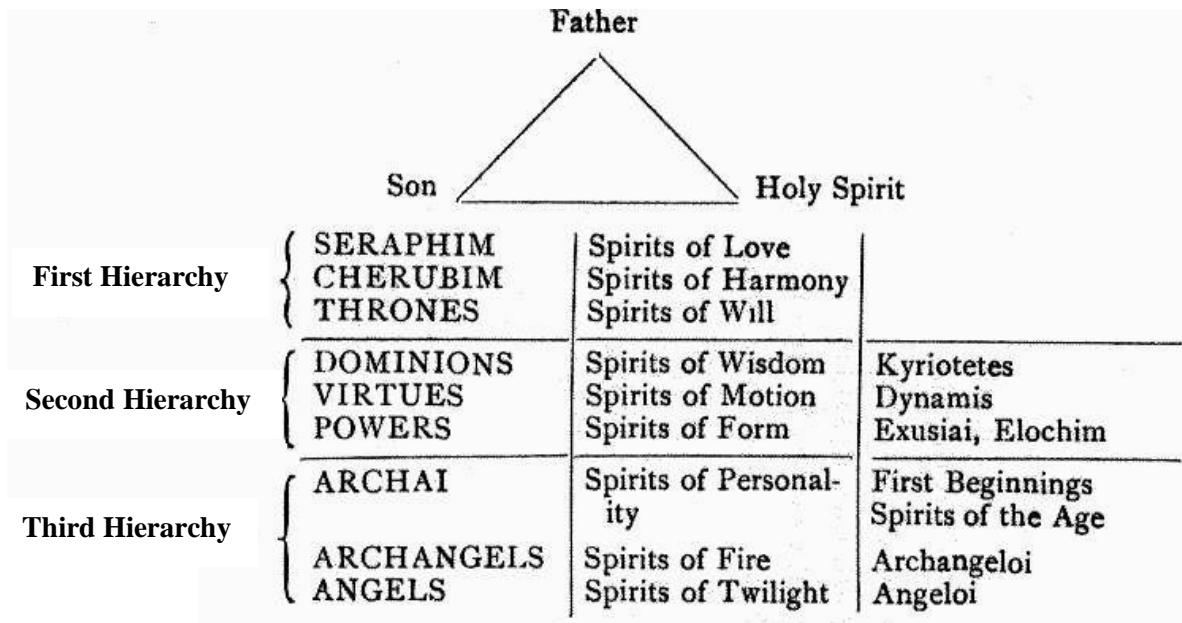 Father
Son Holy Spirit
First Hierarchy
SERAPHIM Spirits of Love
CHERUBIM Spirits of Harmony
THRONES Spirits of Will
Second Hierarchy
DOMINIONS Spirits of Wisdom Kyriotetes
VIRTUES Spirits of Motion Dynamis
POWERS Spirits of Form Exusiai, Elochim
Third Hierarchy
ARCHAI Spirits of Personal- First Beginnings
ity Spirits of the Age
ARCHANGELS Spirits of Fire Archangeloi
ANGELS Spirits of Twilight Angeloi